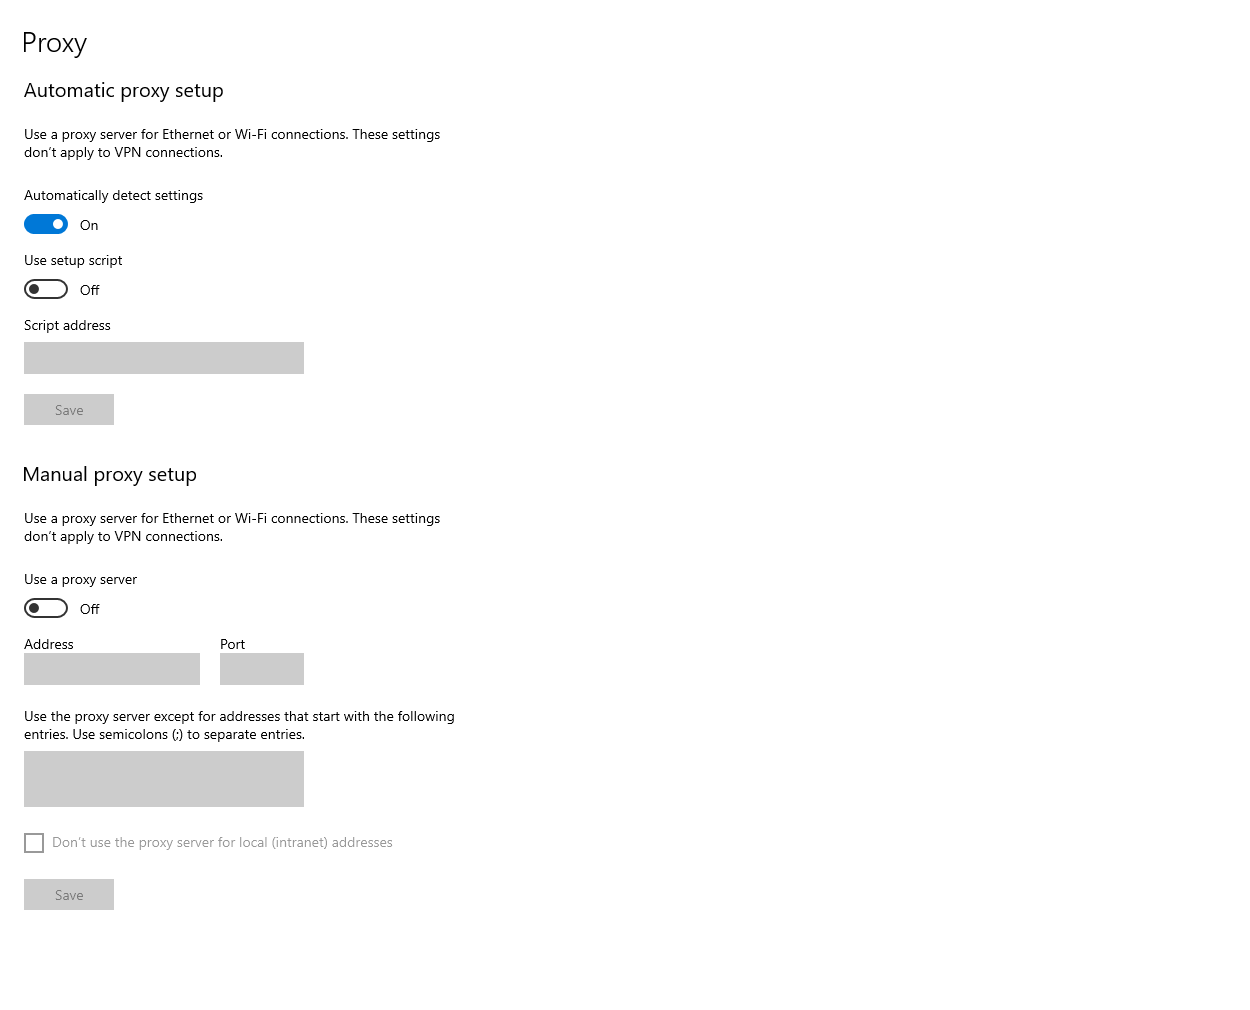 Proxy
Automatic proxy setup
Use a proxy server for Ethernet or Wi-Fi connections. These settings
don't apply to VPN connections.
Automatically detect settings
On
Use setup script
Off
Script address
Save
Manual proxy setup
Use a proxy server for Ethernet or Wi-Fi connections. These settings
don't apply to VPN connections.
Use a proxy server
Off
Address Port
Use the proxy server except for addresses that start with the following
entries. Use semicolons (;) to separate entries.
Don't use the proxy server for local (intranet) addresses
Save